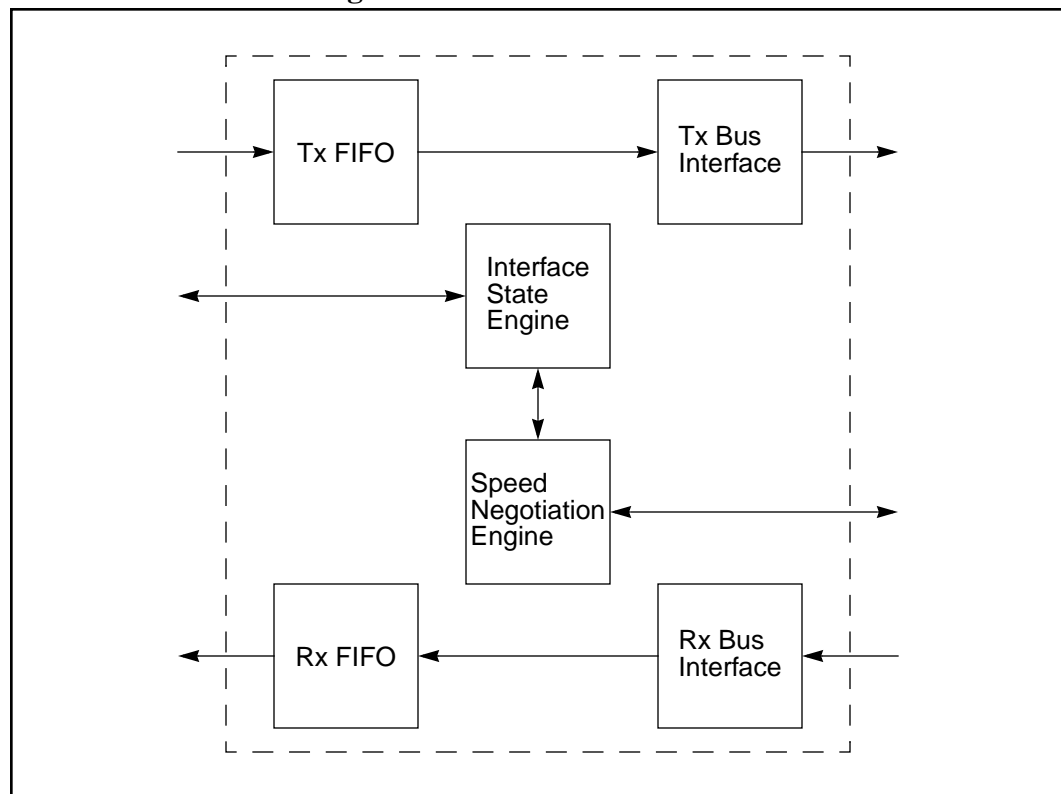 Tx FIFO
Tx Bus
Interface
Interface
State
Engine
Speed
Negotiation
Engine
Rx FIFO
Rx Bus
Interface